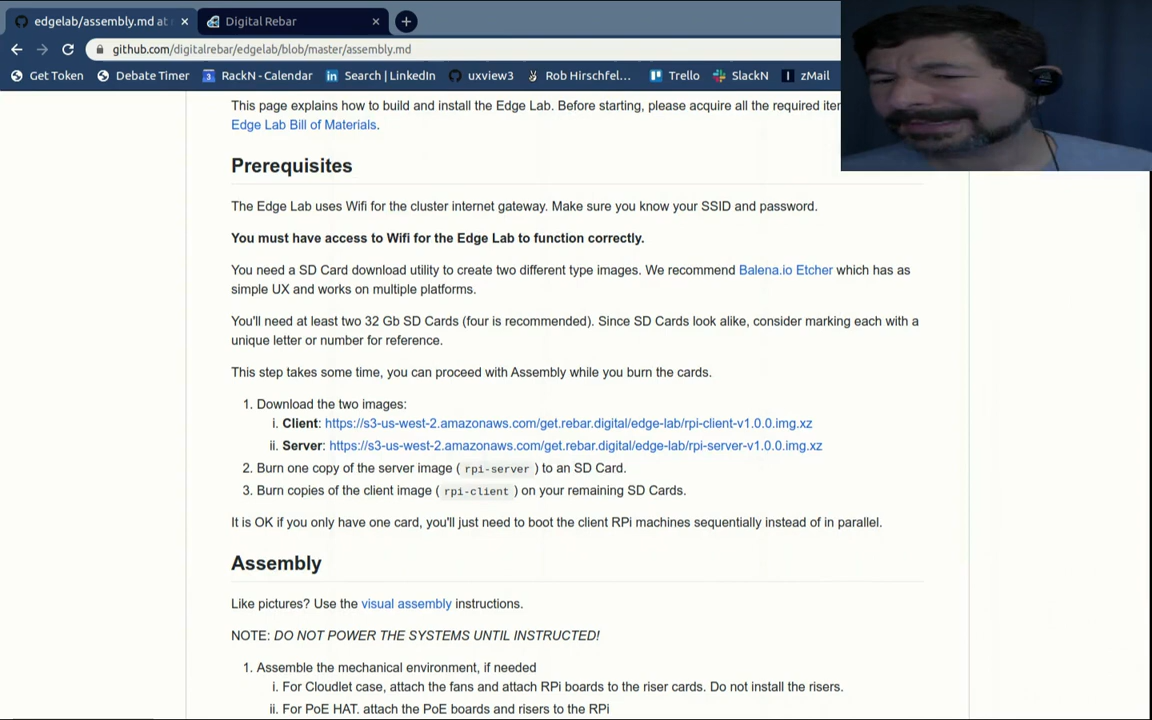 edgelab/assembly.md at
Digital Rebar
github.com/digitalrebar/edgelab/blob/master/assembly.md
Get Token
Debate Timer
3 RackN - Calendar
in Search | LinkedIn
uxview3
Rob Hirschfel...
Trello
SlackN
zMail
This page explains how to build and install the Edge Lab. Before starting, please acquire all the required
Edge Lab Bill of Materials.
Prerequisites
The Edge Lab uses Wifi for the cluster internet gateway. Make sure you know your SSID and password.
You must have access to Wifi for the Edge Lab to function correctly.
You need a SD Card download utility to create two different type images. We recommend Balena.io Etcher which has as
simple UX and works on multiple platforms.
You'll need at least two 32 Gb SD Cards (four is recommended). Since SD Cards look alike, consider marking each with a
unique letter or number for reference.
This step takes some time, you can proceed with Assembly while you burn the cards.
1. Download the two images:
i. Client: https://s3-us-west-2.amazonaws.com/get.rebar.digital/edge-lab/rpi-client-v1.0.0.img.xz
ii. Server: https://s3-us-west-2.amazonaws.com/get.rebar.digital/edge-lab/rpi-server-v1.0.0.img.xz
2. Burn one copy of the server image ( rpi-server ) to an SD Card.
3. Burn copies of the client image ( rpi-client ) on your remaining SD Cards.
It is OK if you only have one card, you'll just need to boot the client RPi machines sequentially instead of in parallel.
Assembly
Like pictures? Use the visual assembly instructions.
NOTE: DO NOT POWER THE SYSTEMS UNTIL INSTRUCTED!
1. Assemble the mechanical environment, if needed
i. For Cloudlet case, attach the fans and attach RPi boards to the riser cards. Do not install the risers.
ii. For PoE HAT. attach the PoE boards and risers to the RPi